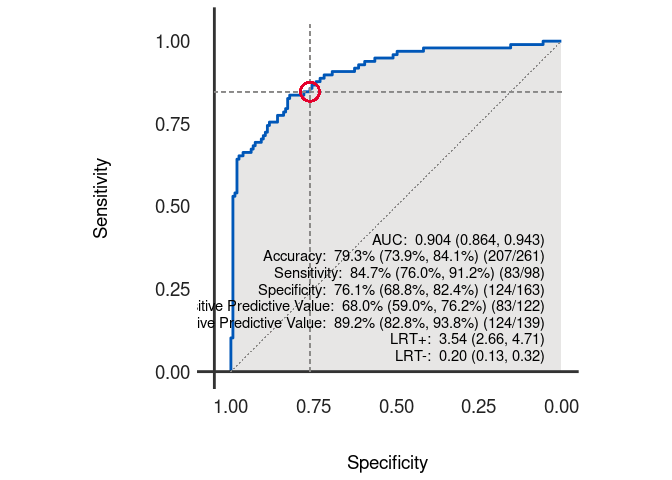 1.00
0.75
0.50
0.25
0.00
Sensitivity
AUC: 0.904 (0.864, 0.943)
Accuracy: 79.3% (73.9%, 84.1%) (207/261)
Sensitivity: 84.7% (76.0%, 91.2%) (83/98)
Specificity: 76.1% (68.8%, 82.4%) (124/163)
itive Predictive Value: 68.0% (59.0%, 76.2%) (83/122)
ive Predictive Value: 89.2% (82.8%, 93.8%) (124/139)
LRT+: 3.54 (2.66, 4.71)
LRT-: 0.20 (0.13, 0.32)
1.00 0.75 0.50 0.25 0.00
Specificity